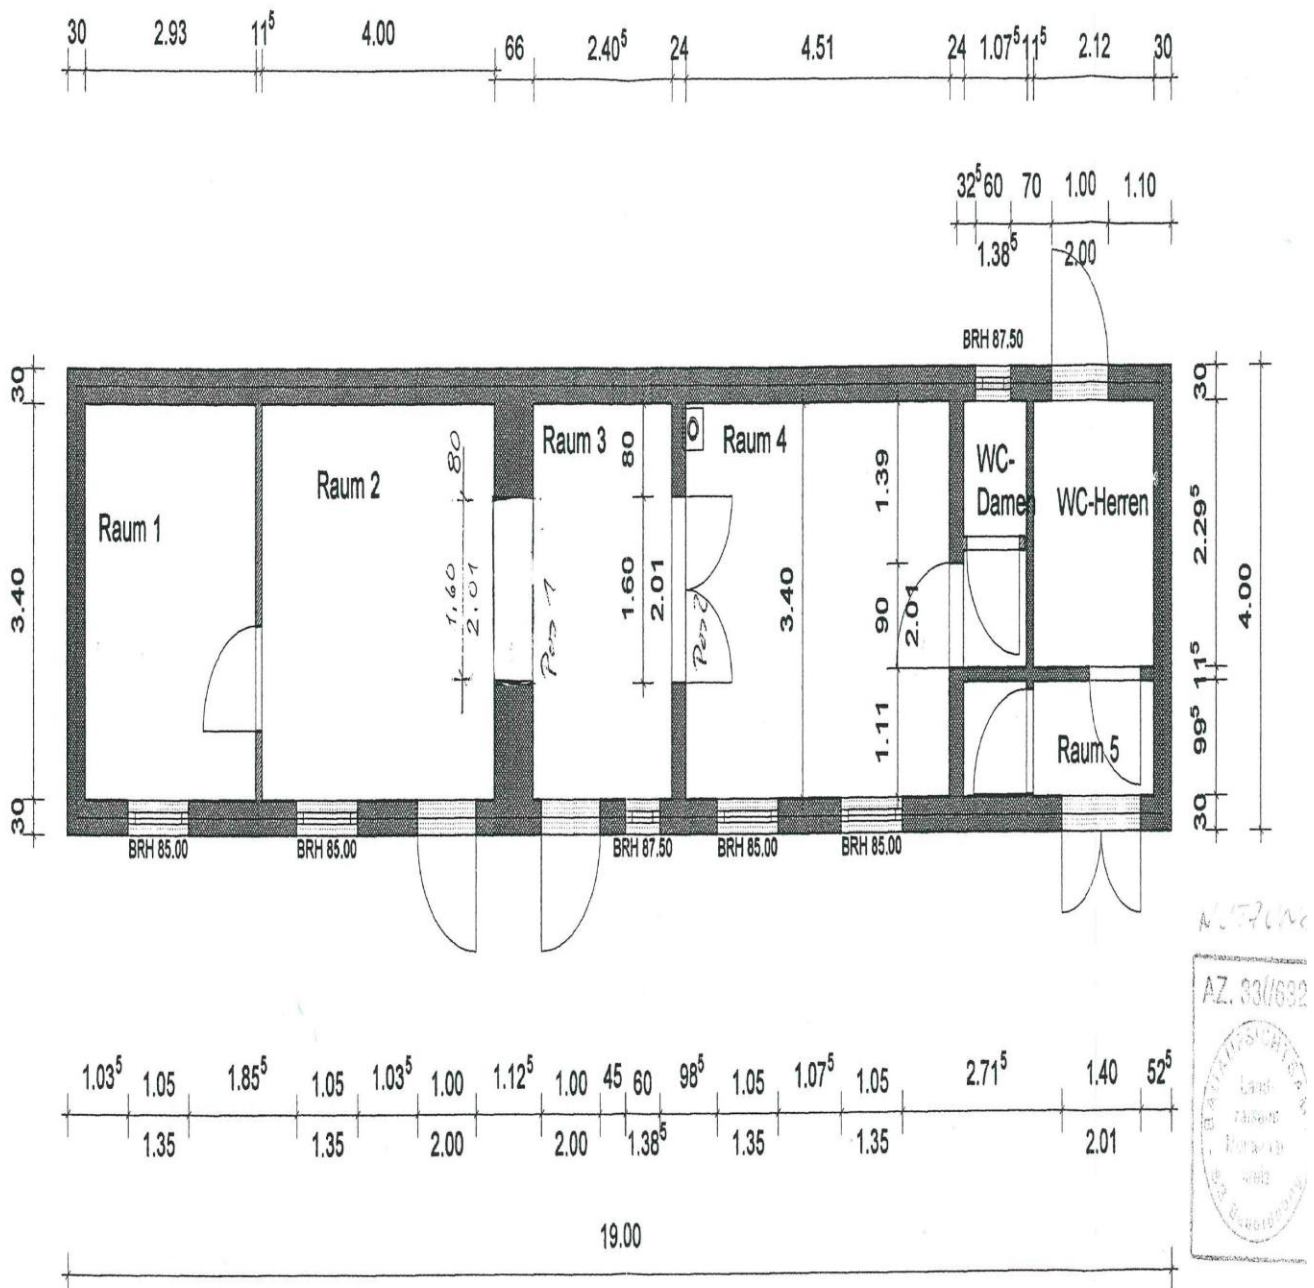 30 2.93 11⁵ 4.00 66 2.40⁵ 24 4.51 24 1.07⁵ 11⁵ 2.12 30
32⁵ 60 70 1.00 1.10
1.38⁵ 2.00
BRH 87.50
30
3.40
30
Raum 1
Raum 2
80
1.60
2.01
Pos 1
Raum 3
80
1.60
2.01
Pos 2
Raum 4
3.40
1.39
90
2.01
1.11
WC-
Damen
WC-Herren
Raum 5
30
2.29⁵
11⁵
99⁵
30
4.00
BRH 85.00 BRH 85.00 BRH 87.50 BRH 85.00 BRH 85.00
AZ. 33/1692
1.03⁵ 1.05 1.85⁵ 1.05 1.03⁵ 1.00 1.12⁵ 1.00 45 60 98⁵ 1.05 1.07⁵ 1.05 2.71⁵ 1.40 52⁵
1.35 1.35 2.00 2.00 1.38⁵ 1.35 1.35 2.01
19.00